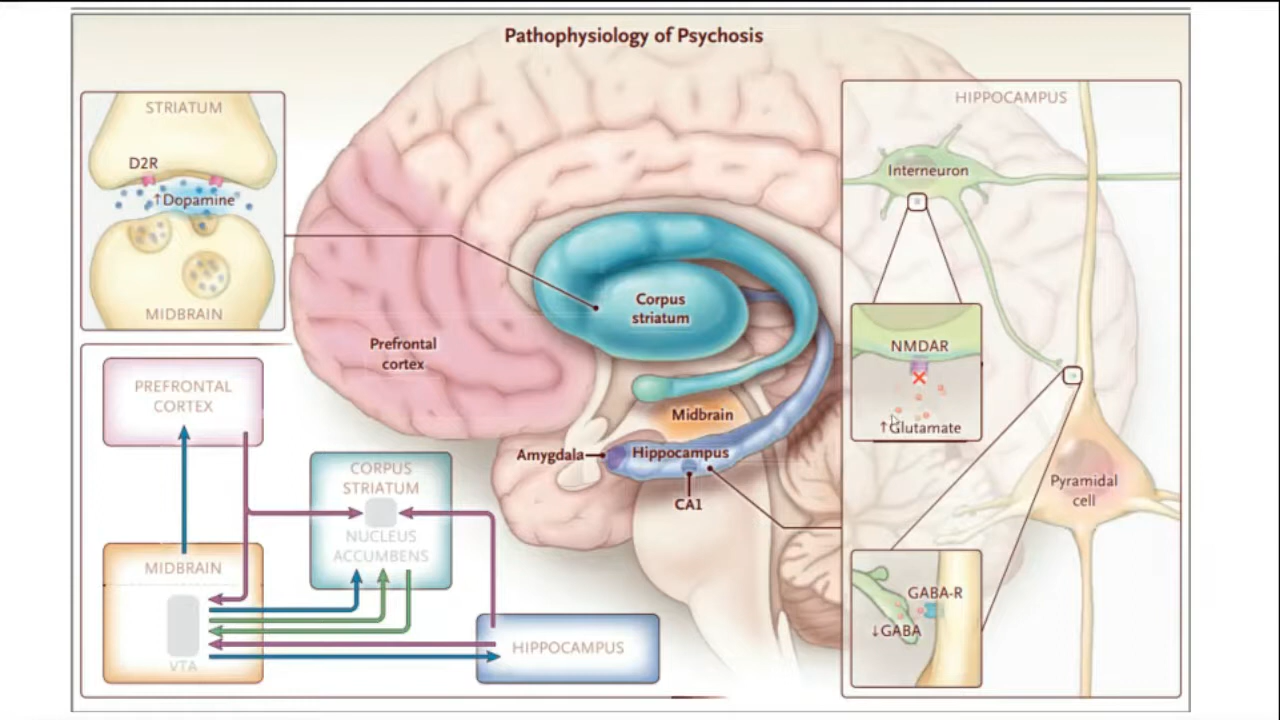 Pathophysiology of Psychosis
STRIATUM
D2R
↑Dopamine
MIDBRAIN
PREFRONTAL
CORTEX
CORPUS
STRIATUM
NUCLEUS
ACCUMBENS
MIDBRAIN
VTA
HIPPOCAMPUS
Prefrontal
cortex
Corpus
striatum
Midbrain
Amygdala
Hippocampus
CA1
HIPPOCAMPUS
Interneuron
NMDAR
↑Glutamate
Pyramidal
cell
GABA-R
↓GABA